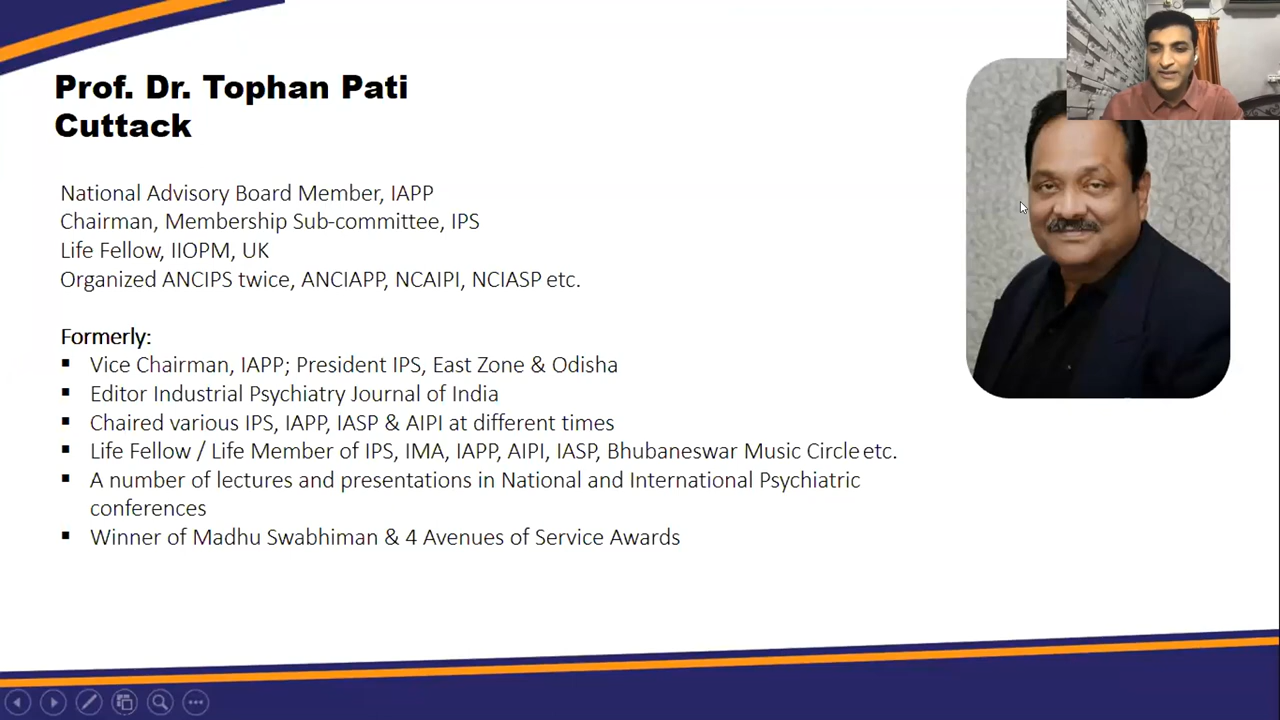 Prof. Dr. Tophan Pati
Cuttack
National Advisory Board Member, IAPP
Chairman, Membership Sub-committee, IPS
Life Fellow, IIOPM, UK
Organized ANCIPS twice, ANCIAPP, NCAIPI, NCIASP etc.
Formerly:
▪ Vice Chairman, IAPP; President IPS, East Zone & Odisha
▪ Editor Industrial Psychiatry Journal of India
▪ Chaired various IPS, IAPP, IASP & AIPI at different times
▪ Life Fellow / Life Member of IPS, IMA, IAPP, AIPI, IASP, Bhubaneswar Music Circle etc.
▪ A number of lectures and presentations in National and International Psychiatric
conferences
▪ Winner of Madhu Swabhiman & 4 Avenues of Service Awards